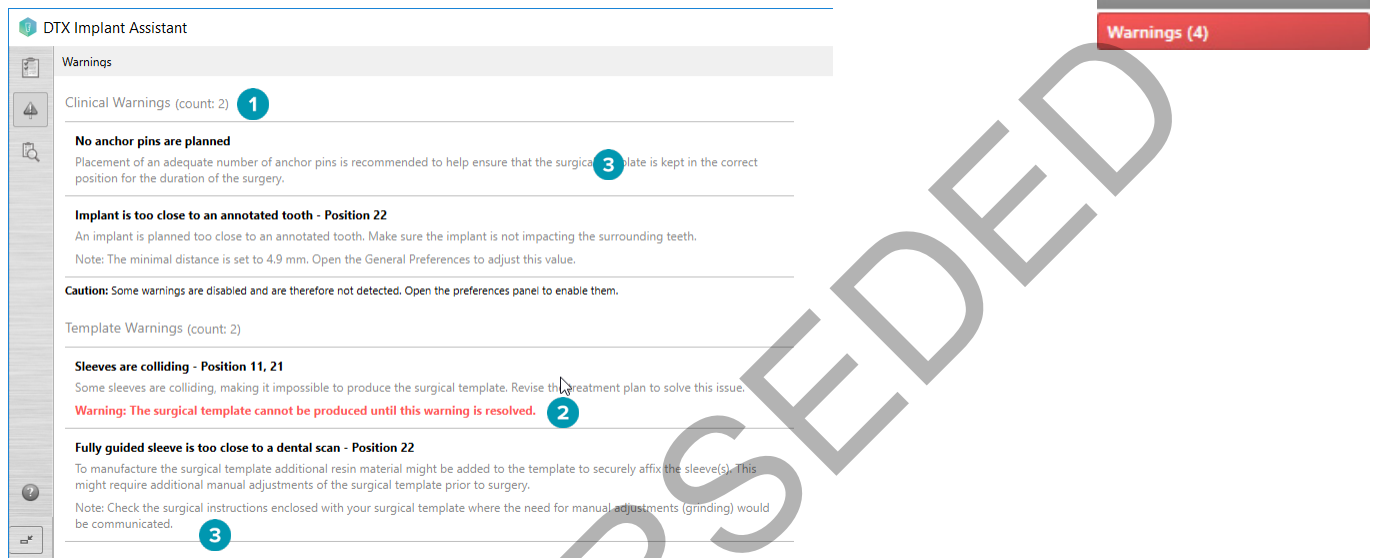 DTX Implant Assistant
Warnings (4)
Warnings
Clinical Warnings (count: 2) 1
No anchor pins are planned
Placement of an adequate number of anchor pins is recommended to help ensure that the surgica 3 plate is kept in the correct
position for the duration of the surgery.
Implant is too close to an annotated tooth - Position 22
An implant is planned too close to an annotated tooth. Make sure the implant is not impacting the surrounding teeth.
Note: The minimal distance is set to 4.9 mm. Open the General Preferences to adjust this value.
Caution: Some warnings are disabled and are therefore not detected. Open the preferences panel to enable them.
Template Warnings (count: 2)
Sleeves are colliding - Position 11, 21
Some sleeves are colliding, making it impossible to produce the surgical template. Revise the treatment plan to solve this issue.
Warning: The surgical template cannot be produced until this warning is resolved. 2
Fully guided sleeve is too close to a dental scan - Position 22
To manufacture the surgical template additional resin material might be added to the template to securely affix the sleeve(s). This
might require additional manual adjustments of the surgical template prior to surgery.
Note: Check the surgical instructions enclosed with your surgical template where the need for manual adjustments (grinding) would
be communicated.
3
?
RSEDED